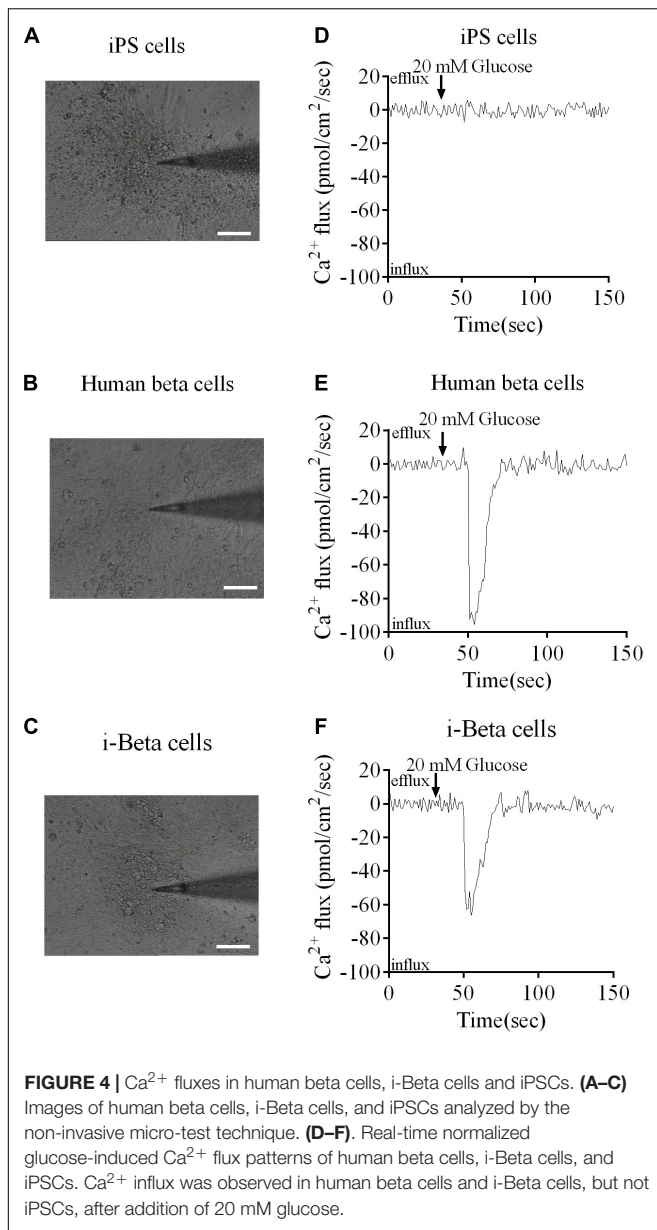 A
iPS cells
D
iPS cells
20 mM Glucose
efflux
20
0
-20
-40
-60
-80
-100
influx
Ca2+ flux (pmol/cm2/sec)
0 50 100 150
Time(sec)
B
Human beta cells
E
Human beta cells
20 mM Glucose
efflux
20
0
-20
-40
-60
-80
-100
influx
Ca2+ flux (pmol/cm2/sec)
0 50 100 150
Time(sec)
C
i-Beta cells
F
i-Beta cells
20 mM Glucose
efflux
20
0
-20
-40
-60
-80
-100
influx
Ca2+ flux (pmol/cm2/sec)
0 50 100 150
Time(sec)
FIGURE 4 | Ca2+ fluxes in human beta cells, i-Beta cells and iPSCs. (A–C)
Images of human beta cells, i-Beta cells, and iPSCs analyzed by the
non-invasive micro-test technique. (D–F). Real-time normalized
glucose-induced Ca2+ flux patterns of human beta cells, i-Beta cells, and
iPSCs. Ca2+ influx was observed in human beta cells and i-Beta cells, but not
iPSCs, after addition of 20 mM glucose.